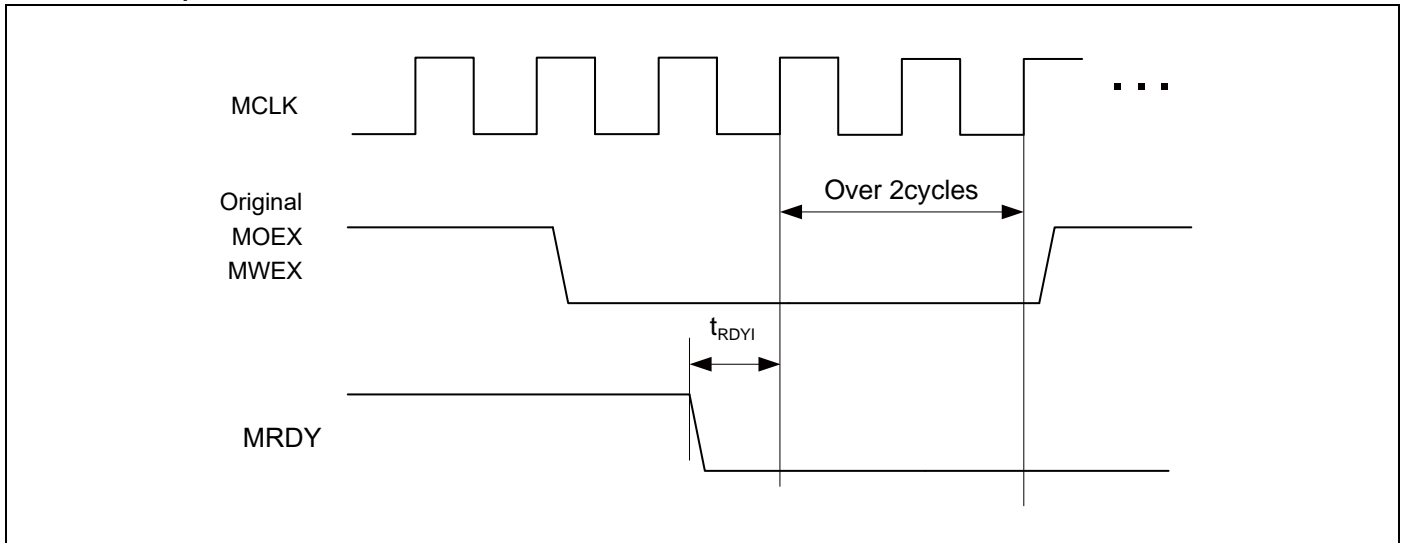 MCLK
. . .
Over 2cycles
Original
MOEX
MWEX
tRDYI
MRDY